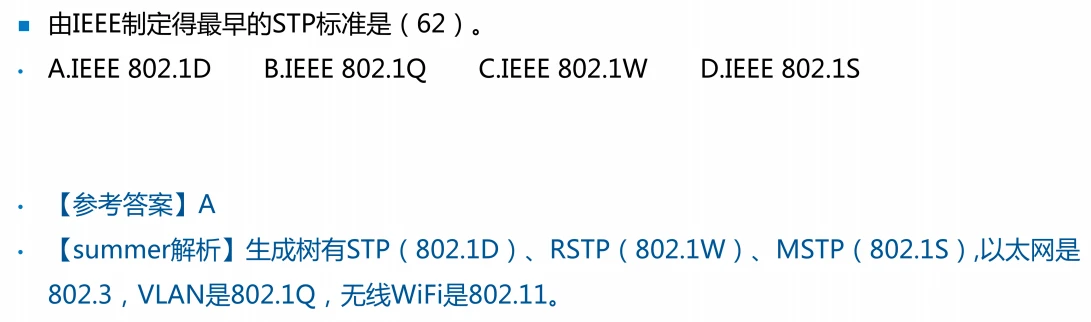 ■ 由IEEE制定得最早的STP标准是（62）。
• A.IEEE 802.1D B.IEEE 802.1Q C.IEEE 802.1W D.IEEE 802.1S
• 【参考答案】A
• 【summer解析】生成树有STP（802.1D）、RSTP（802.1W）、MSTP（802.1S）,以太网是
802.3，VLAN是802.1Q，无线WiFi是802.11。